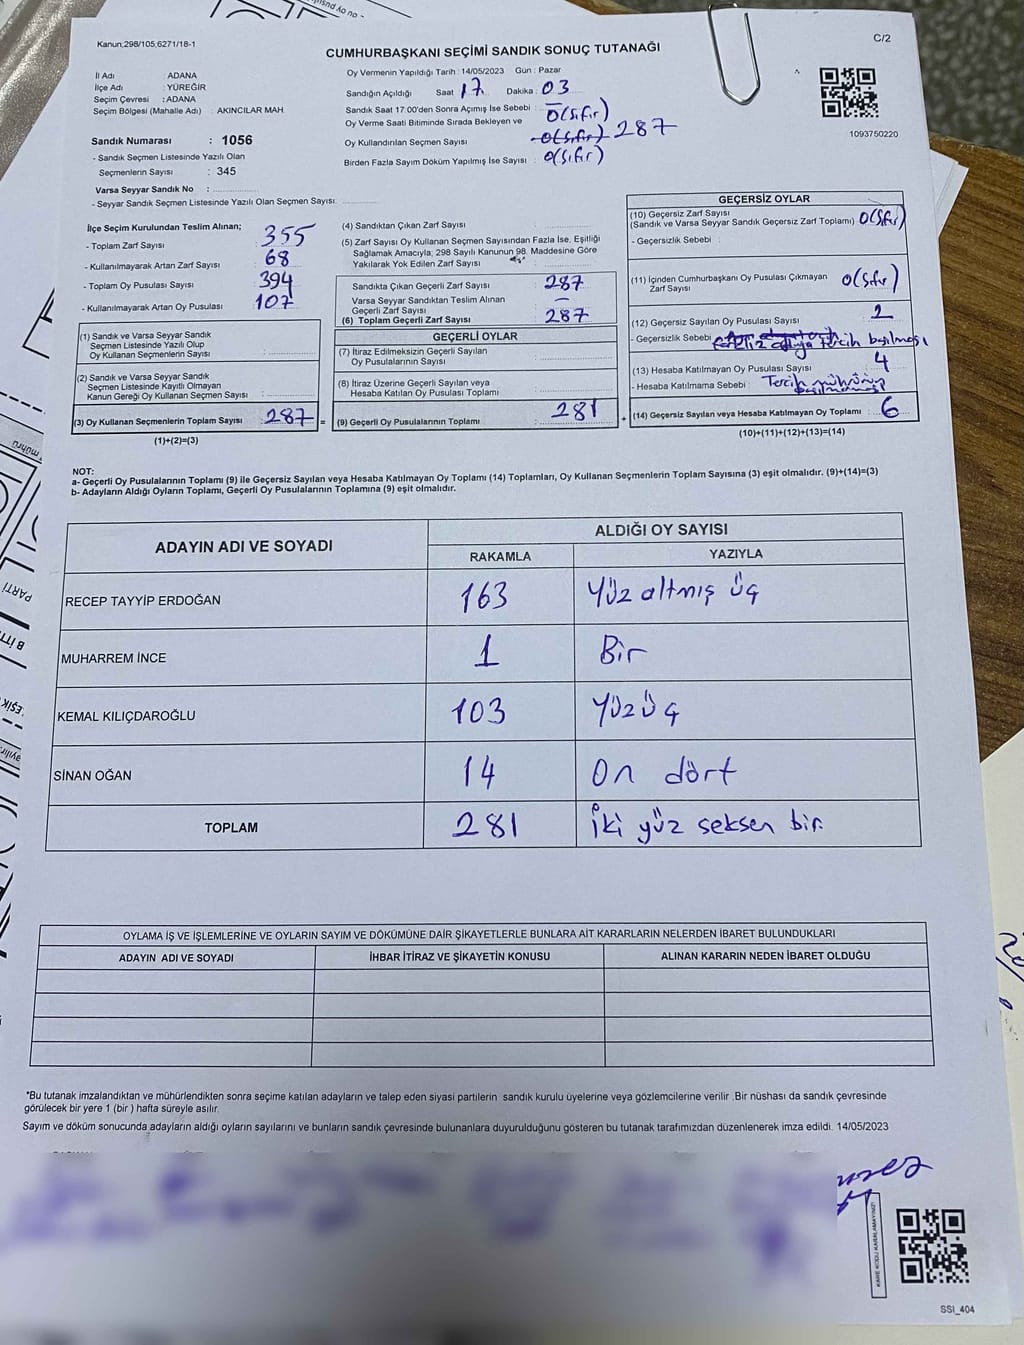 Kanun;298/105,6271/18-1
C/2
CUMHURBAŞKANI SEÇİMİ SANDIK SONUÇ TUTANAĞI
İl Adı : ADANA
İlçe Adı : YÜREĞİR
Seçim Çevresi : ADANA
Seçim Bölgesi (Mahalle Adı) : AKINCILAR MAH.
Sandık Numarası : 1056
- Sandık Seçmen Listesinde Yazılı Olan
Seçmenlerin Sayısı : 345
Varsa Seyyar Sandık No :
- Seyyar Sandık Seçmen Listesinde Yazılı Olan Seçmen Sayısı:
Oy Vermenin Yapıldığı Tarih : 14/05/2023 Gün : Pazar
Sandığın Açıldığı Saat 17 Dakika : 03
Sandık Saat 17:00'den Sonra Açımış İse Sebebi : 0(sıfır)
Oy Verme Saati Bitiminde Sırada Bekleyen ve
Oy Kullandırılan Seçmen Sayısı 0(sıfır) 287
Birden Fazla Sayım Döküm Yapılmış İse Sayısı : 0(sıfır)
1093750220
İlçe Seçim Kurulundan Teslim Alınan;
- Toplam Zarf Sayısı 355
- Kullanılmayarak Artan Zarf Sayısı 68
- Toplam Oy Pusulası Sayısı 394
- Kullanılmayarak Artan Oy Pusulası 107
(1) Sandık ve Varsa Seyyar Sandık
Seçmen Listesinde Yazılı Olup
Oy Kullanan Seçmenlerin Sayısı :
(2) Sandık ve Varsa Seyyar Sandık
Seçmen Listesinde Kayıtlı Olmayan
Kanun Gereği Oy Kullanan Seçmen Sayısı :
(3) Oy Kullanan Seçmenlerin Toplam Sayısı : 287 =
(1)+(2)=(3)
(4) Sandıktan Çıkan Zarf Sayısı
(5) Zarf Sayısı Oy Kullanan Seçmen Sayısından Fazla İse, Eşitliği
Sağlamak Amacıyla; 298 Sayılı Kanunun 98. Maddesine Göre
Yakılarak Yok Edilen Zarf Sayısı
Sandıkta Çıkan Geçerli Zarf Sayısı 287
Varsa Seyyar Sandıktan Teslim Alınan
Geçerli Zarf Sayısı –
(6) Toplam Geçerli Zarf Sayısı 287
GEÇERLİ OYLAR
(7) İtiraz Edilmeksizin Geçerli Sayılan
Oy Pusulalarının Sayısı :
(8) İtiraz Üzerine Geçerli Sayılan veya
Hesaba Katılan Oy Pusulası Toplamı :
(9) Geçerli Oy Pusulalarının Toplamı : 281 +
GEÇERSİZ OYLAR
(10) Geçersiz Zarf Sayısı
(Sandık ve Varsa Seyyar Sandık Geçersiz Zarf Toplamı) 0(sıfır)
- Geçersizlik Sebebi :
(11) İçinden Cumhurbaşkanı Oy Pusulası Çıkmayan
Zarf Sayısı 0(sıfır)
(12) Geçersiz Sayılan Oy Pusulası Sayısı 2
- Geçersizlik Sebebi tercih basılması
(13) Hesaba Katılmayan Oy Pusulası Sayısı : 4
- Hesaba Katılmama Sebebi : Tercih mührünün
basılmaması
(14) Geçersiz Sayılan veya Hesaba Katılmayan Oy Toplamı : 6
(10)+(11)+(12)+(13)=(14)
NOT:
a- Geçerli Oy Pusulalarının Toplamı (9) ile Geçersiz Sayılan veya Hesaba Katılmayan Oy Toplamı (14) Toplamları, Oy Kullanan Seçmenlerin Toplam Sayısına (3) eşit olmalıdır. (9)+(14)=(3)
b- Adayların Aldığı Oyların Toplamı, Geçerli Oy Pusulalarının Toplamına (9) eşit olmalıdır.
ADAYIN ADI VE SOYADI ALDIĞI OY SAYISI
RAKAMLA YAZIYLA
RECEP TAYYİP ERDOĞAN 163 Yüz altmış üç
MUHARREM İNCE 1 Bir
KEMAL KILIÇDAROĞLU 103 Yüzüç
SİNAN OĞAN 14 On dört
TOPLAM 281 İki yüz seksen bir.
OYLAMA İŞ VE İŞLEMLERİNE VE OYLARIN SAYIM VE DÖKÜMÜNE DAİR ŞİKAYETLERLE BUNLARA AİT KARARLARIN NELERDEN İBARET BULUNDUKLARI
ADAYIN ADI VE SOYADI İHBAR İTİRAZ VE ŞİKAYETİN KONUSU ALINAN KARARIN NEDEN İBARET OLDUĞU
*Bu tutanak imzalandıktan ve mühürlendikten sonra seçime katılan adayların ve talep eden siyasi partilerin sandık kurulu üyelerine veya gözlemcilerine verilir .Bir nüshası da sandık çevresinde
görülecek bir yere 1 (bir ) hafta süreyle asılır.
Sayım ve döküm sonucunda adayların aldığı oyların sayılarını ve bunların sandık çevresinde bulunanlara duyurulduğunu gösteren bu tutanak tarafımızdan düzenlenerek imza edildi. 14/05/2023
KARE KODU KARALAMAYINIZ!
SSI_404
PARTİ